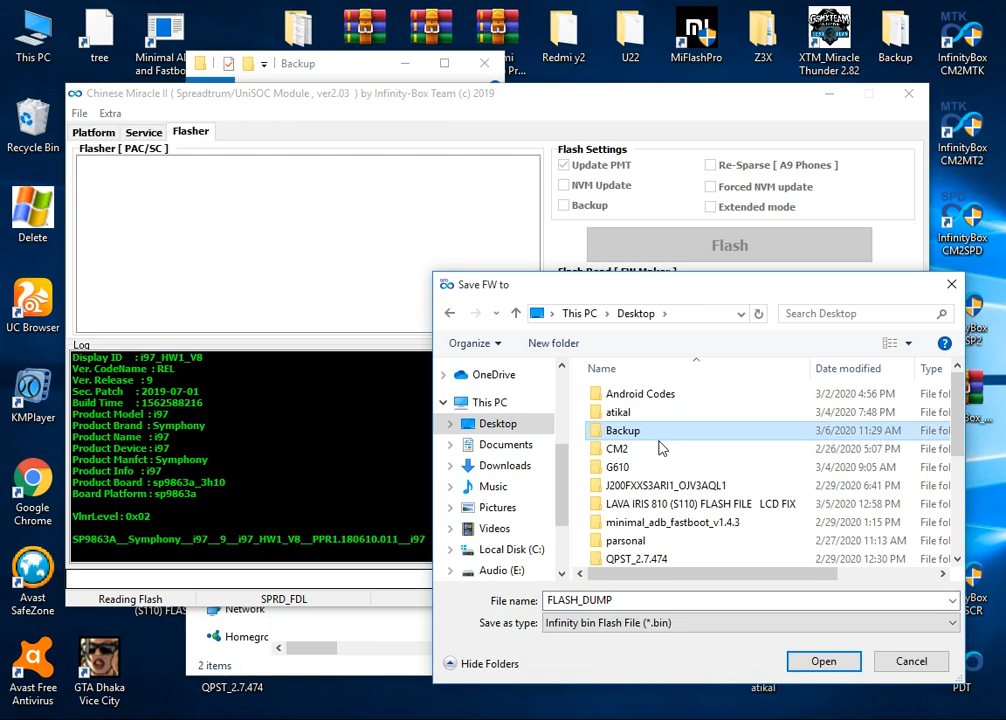 This PC
tree
Minimal A
and Fastbo
Pr...
Redmi y2
U22
MiFlashPro
Z3X
XTM_Miracle
Thunder 2.82
Backup
MTK
InfinityBox
CM2MTK
Backup
Chinese Miracle II ( Spreadtrum/UniSOC Module , ver2.03 ) by Infinity-Box Team (c) 2019
File Extra
Platform Service Flasher
Flasher [ PAC/SC ]
Flash Settings
Update PMT
Re-Sparse [ A9 Phones ]
NVM Update
Forced NVM update
Backup
Extended mode
Flash
Recycle Bin
Delete
UC Browser
KMPlayer
Google
Chrome
Avast
SafeZone
Avast Free
Antivirus
GTA Dhaka
Vice City
MTK
InfinityBox
CM2MT2
SPD
InfinityBox
CM2SPD
Log
Display ID : i97_HW1_V8
Ver. CodeName : REL
Ver. Release : 9
Sec. Patch : 2019-07-01
Build Time : 1562588216
Product Model : i97
Product Brand : Symphony
Product Name : i97
Product Device : i97
Product Manfct : Symphony
Product Info : i97
Product Info : sp9863a_3h10
Board Platform : sp9863a
VlnrLevel : 0x02
SP9863A__Symphony__i97__9__i97_HW1_V8__PPR1.180610.011__i97
Reading Flash
SPRD_FDL
(S110) FLAS
Network
Homegro
2 items
QPST_2.7.474
Save FW to
This PC
Desktop
Search Desktop
Organize
New folder
Name
Date modified
Type
OneDrive
This PC
Desktop
Documents
Downloads
Music
Pictures
Videos
Local Disk (C:)
Audio (E:)
Android Codes 3/2/2020 4:56 PM File fol
atikal 3/4/2020 7:48 PM File fol
Backup 3/6/2020 11:29 AM File fol
CM2 2/26/2020 5:07 PM File fol
G610 3/4/2020 9:05 AM File fol
J200FXXS3ARI1_OJV3AQL1 2/29/2020 6:41 PM File fol
LAVA IRIS 810 (S110) FLASH FILE LCD FIX 3/5/2020 12:58 PM File fol
minimal_adb_fastboot_v1.4.3 2/29/2020 1:15 PM File fol
parsonal 2/27/2020 11:13 AM File fol
QPST_2.7.474 2/29/2020 12:30 PM File fol
File name: FLASH_DUMP
Save as type: Infinity bin Flash File (*.bin)
Hide Folders
Open
Cancel
atikal
PDT